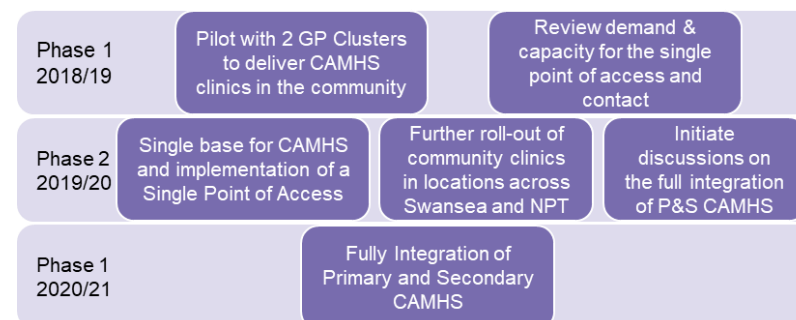 Phase 1
2018/19
Pilot with 2 GP Clusters
to deliver CAMHS
clinics in the community
Review demand &
capacity for the single
point of access and
contact
Phase 2
2019/20
Single base for CAMHS
and implementation of a
Single Point of Access
Further roll-out of
community clinics
in locations across
Swansea and NPT
Initiate
discussions on
the full integration
of P&S CAMHS
Phase 1
2020/21
Fully Integration of
Primary and Secondary
CAMHS